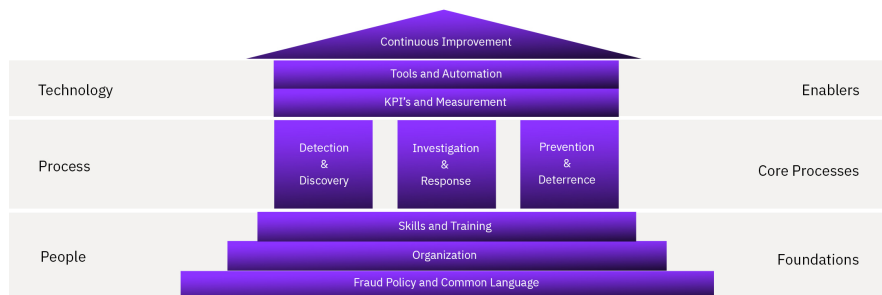 Continuous Improvement
Technology
Tools and Automation
KPI's and Measurement
Enablers
Process
Detection
&
Discovery
Investigation
&
Response
Prevention
&
Deterrence
Core Processes
People
Skills and Training
Organization
Fraud Policy and Common Language
Foundations